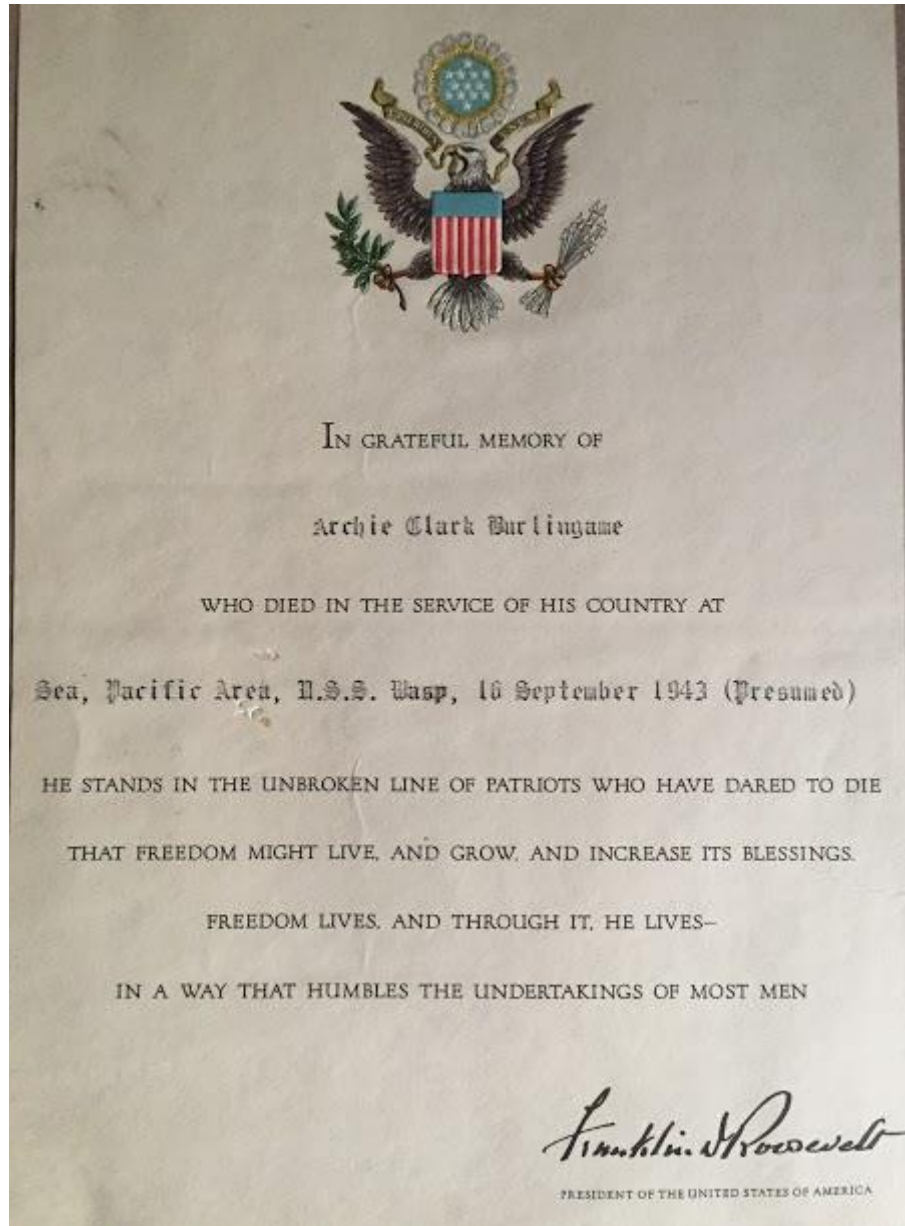 In grateful memory of
Archie Clark Burlingame
who died in the service of his country at
Sea, Pacific Area, U.S.S. Wasp, 16 September 1943 (Presumed)
He stands in the unbroken line of patriots who have dared to die
that freedom might live, and grow, and increase its blessings.
Freedom lives, and through it, he lives—
in a way that humbles the undertakings of most men
Franklin D Roosevelt
President of the United States of America